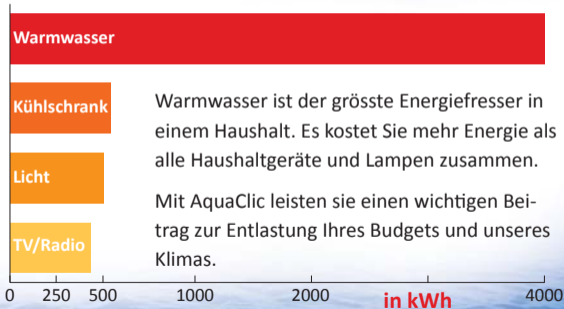 Warmwasser
Kühlschrank
Licht
TV/Radio
Warmwasser ist der grösste Energiefresser in
einem Haushalt. Es kostet Sie mehr Energie als
alle Haushaltgeräte und Lampen zusammen.
Mit AquaClic leisten sie einen wichtigen Bei-
trag zur Entlastung Ihres Budgets und unseres
Klimas.
0 250 500 1000 2000 in kWh 4000